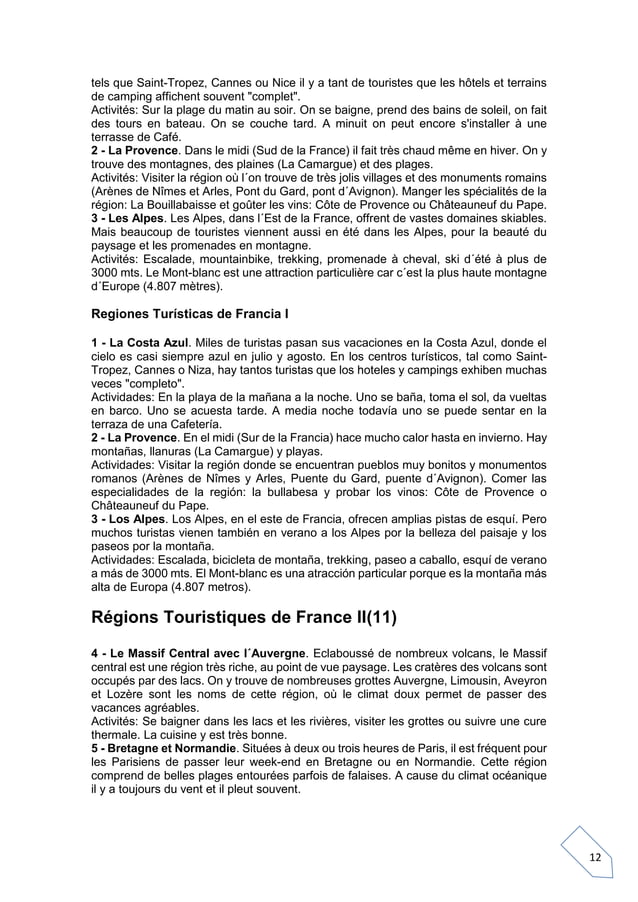 tels que Saint-Tropez, Cannes ou Nice il y a tant de touristes que les hôtels et terrains
de camping affichent souvent "complet".
Activités: Sur la plage du matin au soir. On se baigne, prend des bains de soleil, on fait
des tours en bateau. On se couche tard. A minuit on peut encore s'installer à une
terrasse de Café.
2 - La Provence. Dans le midi (Sud de la France) il fait très chaud même en hiver. On y
trouve des montagnes, des plaines (La Camargue) et des plages.
Activités: Visiter la région où l´on trouve de très jolis villages et des monuments romains
(Arènes de Nîmes et Arles, Pont du Gard, pont d´Avignon). Manger les spécialités de la
région: La Bouillabaisse et goûter les vins: Côte de Provence ou Châteauneuf du Pape.
3 - Les Alpes. Les Alpes, dans l´Est de la France, offrent de vastes domaines skiables.
Mais beaucoup de touristes viennent aussi en été dans les Alpes, pour la beauté du
paysage et les promenades en montagne.
Activités: Escalade, mountainbike, trekking, promenade à cheval, ski d´été à plus de
3000 mts. Le Mont-blanc est une attraction particulière car c´est la plus haute montagne
d´Europe (4.807 mètres).
Regiones Turísticas de Francia I
1 - La Costa Azul. Miles de turistas pasan sus vacaciones en la Costa Azul, donde el
cielo es casi siempre azul en julio y agosto. En los centros turísticos, tal como Saint-
Tropez, Cannes o Niza, hay tantos turistas que los hoteles y campings exhiben muchas
veces "completo".
Actividades: En la playa de la mañana a la noche. Uno se baña, toma el sol, da vueltas
en barco. Uno se acuesta tarde. A media noche todavía uno se puede sentar en la
terraza de una Cafetería.
2 - La Provence. En el midi (Sur de la Francia) hace mucho calor hasta en invierno. Hay
montañas, llanuras (La Camargue) y playas.
Actividades: Visitar la región donde se encuentran pueblos muy bonitos y monumentos
romanos (Arènes de Nîmes y Arles, Puente du Gard, puente d´Avignon). Comer las
especialidades de la región: la bullabesa y probar los vinos: Côte de Provence o
Châteauneuf du Pape.
3 - Los Alpes. Los Alpes, en el este de Francia, ofrecen amplias pistas de esquí. Pero
muchos turistas vienen también en verano a los Alpes por la belleza del paisaje y los
paseos por la montaña.
Actividades: Escalada, bicicleta de montaña, trekking, paseo a caballo, esquí de verano
a más de 3000 mts. El Mont-blanc es una atracción particular porque es la montaña más
alta de Europa (4.807 metros).
Régions Touristiques de France II(11)
4 - Le Massif Central avec l´Auvergne. Eclaboussé de nombreux volcans, le Massif
central est une région très riche, au point de vue paysage. Les cratères des volcans sont
occupés par des lacs. On y trouve de nombreuses grottes Auvergne, Limousin, Aveyron
et Lozère sont les noms de cette région, où le climat doux permet de passer des
vacances agréables.
Activités: Se baigner dans les lacs et les rivières, visiter les grottes ou suivre une cure
thermale. La cuisine y est très bonne.
5 - Bretagne et Normandie. Situées à deux ou trois heures de Paris, il est fréquent pour
les Parisiens de passer leur week-end en Bretagne ou en Normandie. Cette région
comprend de belles plages entourées parfois de falaises. A cause du climat océanique
il y a toujours du vent et il pleut souvent.
12